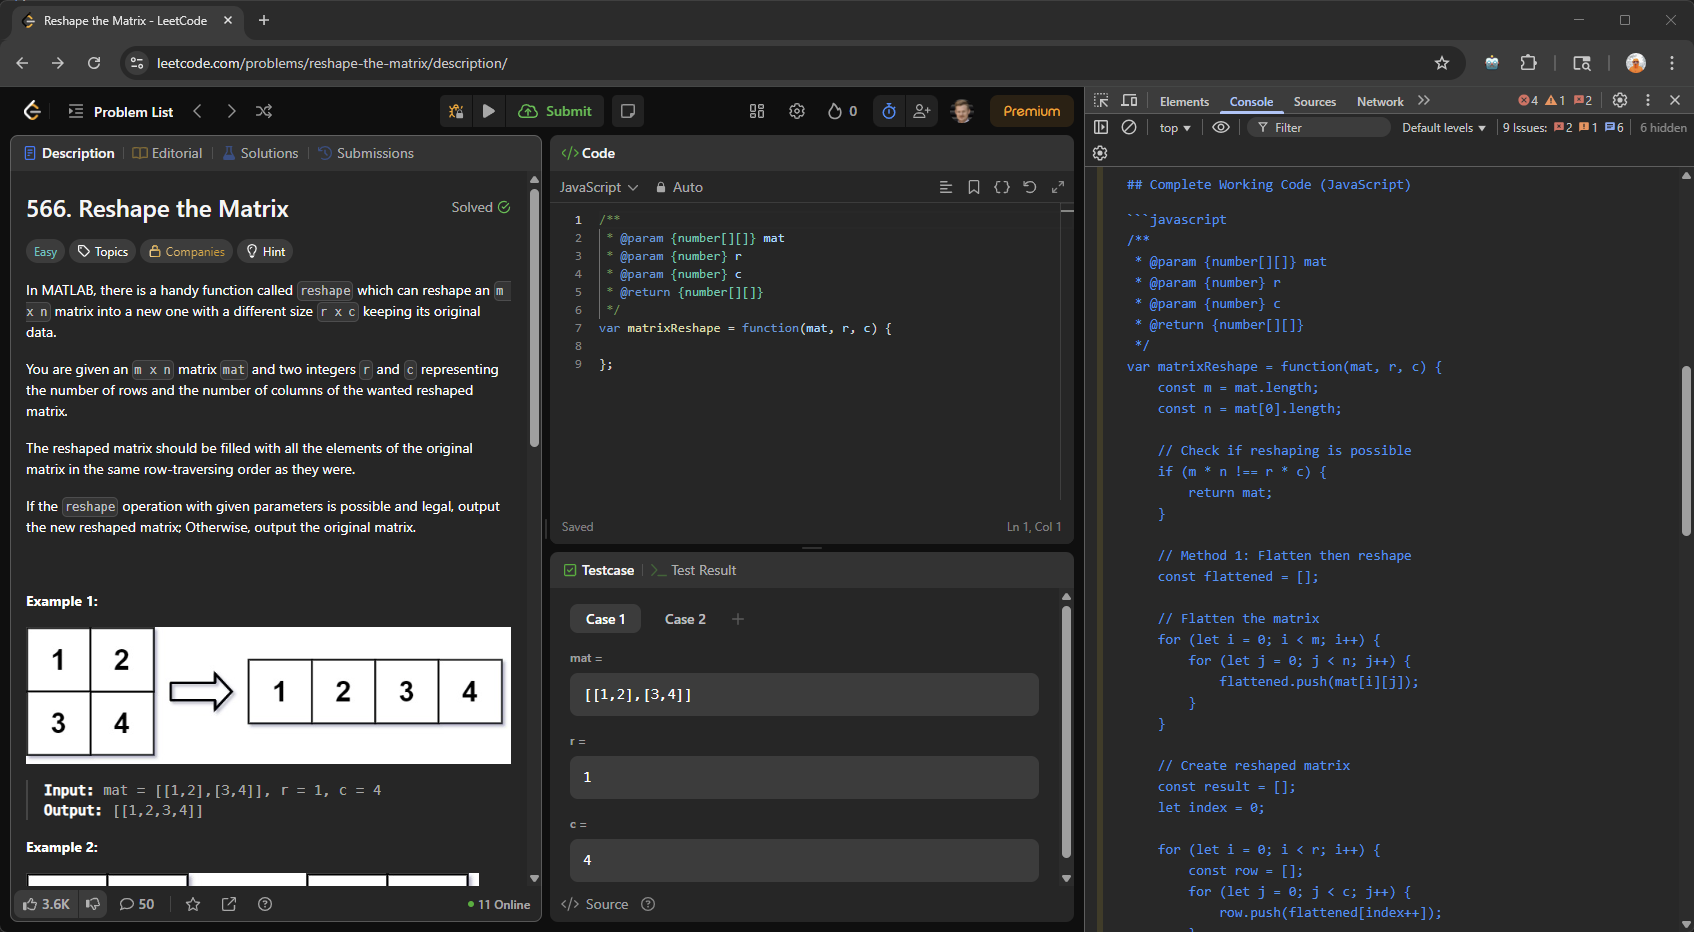 Reshape the Matrix - LeetCode
leetcode.com/problems/reshape-the-matrix/description/
Problem List
Submit
0
Premium
Description
Editorial
Solutions
Submissions
566. Reshape the Matrix
Solved
Easy
Topics
Companies
Hint
In MATLAB, there is a handy function called reshape which can reshape an m
x n matrix into a new one with a different size r x c keeping its original
data.
You are given an m x n matrix mat and two integers r and c representing
the number of rows and the number of columns of the wanted reshaped
matrix.
The reshaped matrix should be filled with all the elements of the original
matrix in the same row-traversing order as they were.
If the reshape operation with given parameters is possible and legal, output
the new reshaped matrix; Otherwise, output the original matrix.
Example 1:
1 2
3 4
1 2 3 4
Input: mat = [[1,2],[3,4]], r = 1, c = 4
Output: [[1,2,3,4]]
Example 2:
3.6K
50
11 Online
</> Code
JavaScript
Auto
1 /**
2 * @param {number[][]} mat
3 * @param {number} r
4 * @param {number} c
5 * @return {number[][]}
6 */
7 var matrixReshape = function(mat, r, c) {
8
9 };
Saved
Ln 1, Col 1
Testcase
>_ Test Result
Case 1
Case 2
+
mat =
[[1,2],[3,4]]
r =
1
c =
4
</> Source
Elements
Console
Sources
Network
4
1
2
top
Filter
Default levels
9 Issues: 2 1 6
6 hidden
## Complete Working Code (JavaScript)
```javascript
/**
* @param {number[][]} mat
* @param {number} r
* @param {number} c
* @return {number[][]}
*/
var matrixReshape = function(mat, r, c) {
const m = mat.length;
const n = mat[0].length;
// Check if reshaping is possible
if (m * n !== r * c) {
return mat;
}
// Method 1: Flatten then reshape
const flattened = [];
// Flatten the matrix
for (let i = 0; i < m; i++) {
for (let j = 0; j < n; j++) {
flattened.push(mat[i][j]);
}
}
// Create reshaped matrix
const result = [];
let index = 0;
for (let i = 0; i < r; i++) {
const row = [];
for (let j = 0; j < c; j++) {
row.push(flattened[index++]);
}